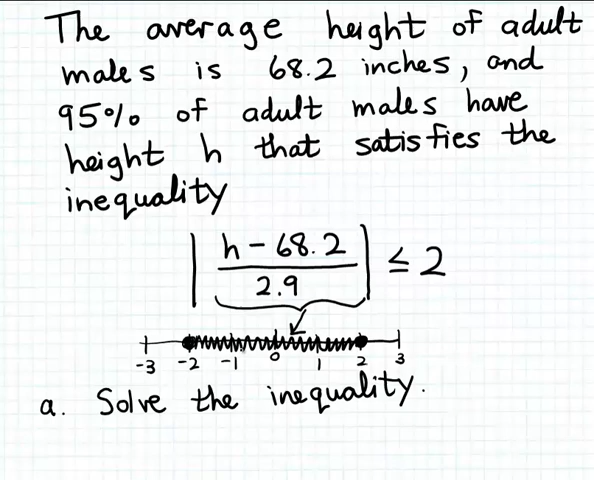 The average height of adult
males is 68.2 inches, and
95% of adult males have
height h that satisfies the
inequality
| (h - 68.2) / 2.9 | ≤ 2
-3 -2 -1 0 1 2 3
a. Solve the inequality.